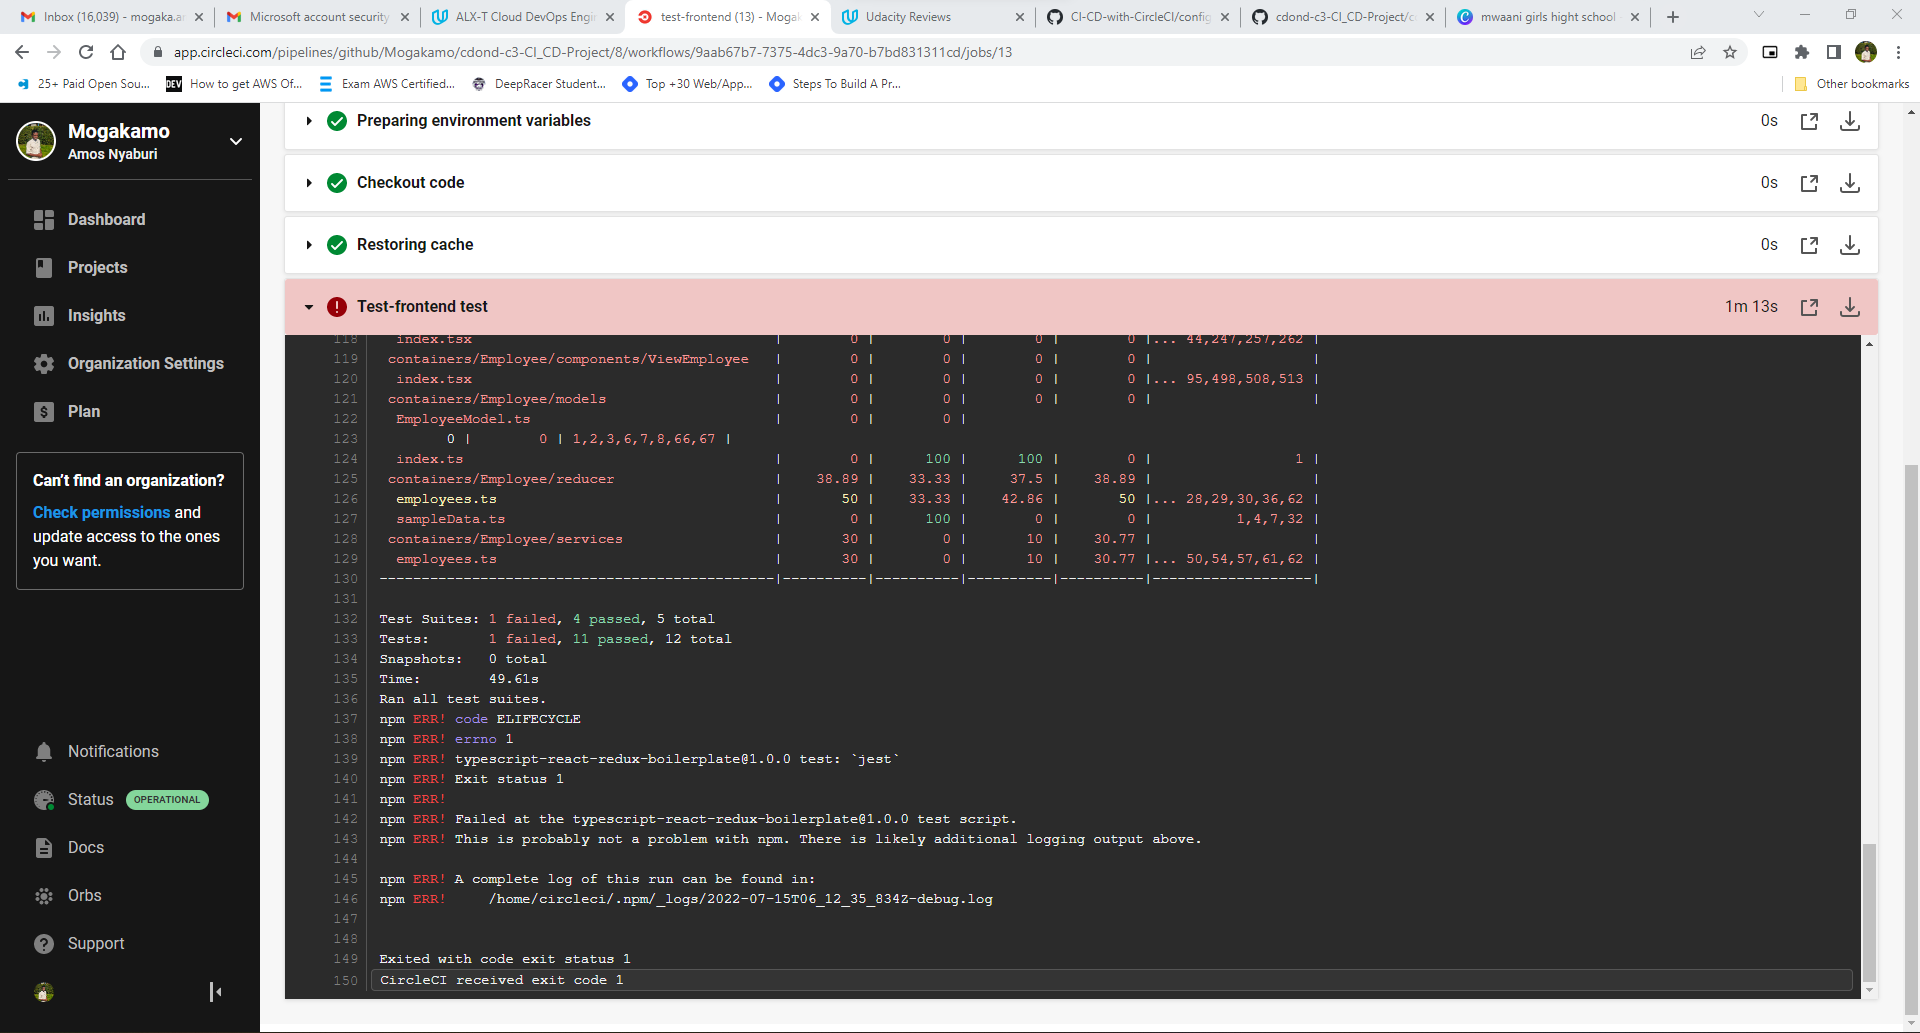 Inbox (16,039) - mogaka.ar
Microsoft account security
ALX-T Cloud DevOps Engi
test-frontend (13) - Mogak
Udacity Reviews
CI-CD-with-CircleCI/config
cdond-c3-CI_CD-Project/c
mwaani girls hight school
app.circleci.com/pipelines/github/Mogakamo/cdond-c3-CI_CD-Project/8/workflows/9aab67b7-7375-4dc3-9a70-b7bd831311cd/jobs/13
25+ Paid Open Sou...
DEV
How to get AWS Of...
Exam AWS Certified...
DeepRacer Student...
Top +30 Web/App...
Steps To Build A Pr...
Other bookmarks
Mogakamo
Amos Nyaburi
Dashboard
Projects
Insights
Organization Settings
Plan
Can't find an organization?
Check permissions and
update access to the ones
you want.
Notifications
Status OPERATIONAL
Docs
Orbs
Support
Preparing environment variables 0s
Checkout code 0s
Restoring cache 0s
Test-frontend test 1m 13s
118 index.tsx | 0 | 0 | 0 | 0 |... 44,247,257,262 |
119 containers/Employee/components/ViewEmployee | 0 | 0 | 0 | 0 | |
120 index.tsx | 0 | 0 | 0 | 0 |... 95,498,508,513 |
121 containers/Employee/models | 0 | 0 | 0 | 0 | |
122 EmployeeModel.ts | 0 | 0 |
123 0 | 0 | 1,2,3,6,7,8,66,67 |
124 index.ts | 0 | 100 | 100 | 0 | 1 |
125 containers/Employee/reducer | 38.89 | 33.33 | 37.5 | 38.89 | |
126 employees.ts | 50 | 33.33 | 42.86 | 50 |... 28,29,30,36,62 |
127 sampleData.ts | 0 | 100 | 0 | 0 | 1,4,7,32 |
128 containers/Employee/services | 30 | 0 | 10 | 30.77 | |
129 employees.ts | 30 | 0 | 10 | 30.77 |... 50,54,57,61,62 |
130 -----------------------------------------------|----------|----------|----------|----------|-------------------|
131
132 Test Suites: 1 failed, 4 passed, 5 total
133 Tests: 1 failed, 11 passed, 12 total
134 Snapshots: 0 total
135 Time: 49.61s
136 Ran all test suites.
137 npm ERR! code ELIFECYCLE
138 npm ERR! errno 1
139 npm ERR! typescript-react-redux-boilerplate@1.0.0 test: `jest`
140 npm ERR! Exit status 1
141 npm ERR!
142 npm ERR! Failed at the typescript-react-redux-boilerplate@1.0.0 test script.
143 npm ERR! This is probably not a problem with npm. There is likely additional logging output above.
144
145 npm ERR! A complete log of this run can be found in:
146 npm ERR! /home/circleci/.npm/_logs/2022-07-15T06_12_35_834Z-debug.log
147
148
149 Exited with code exit status 1
150 CircleCI received exit code 1